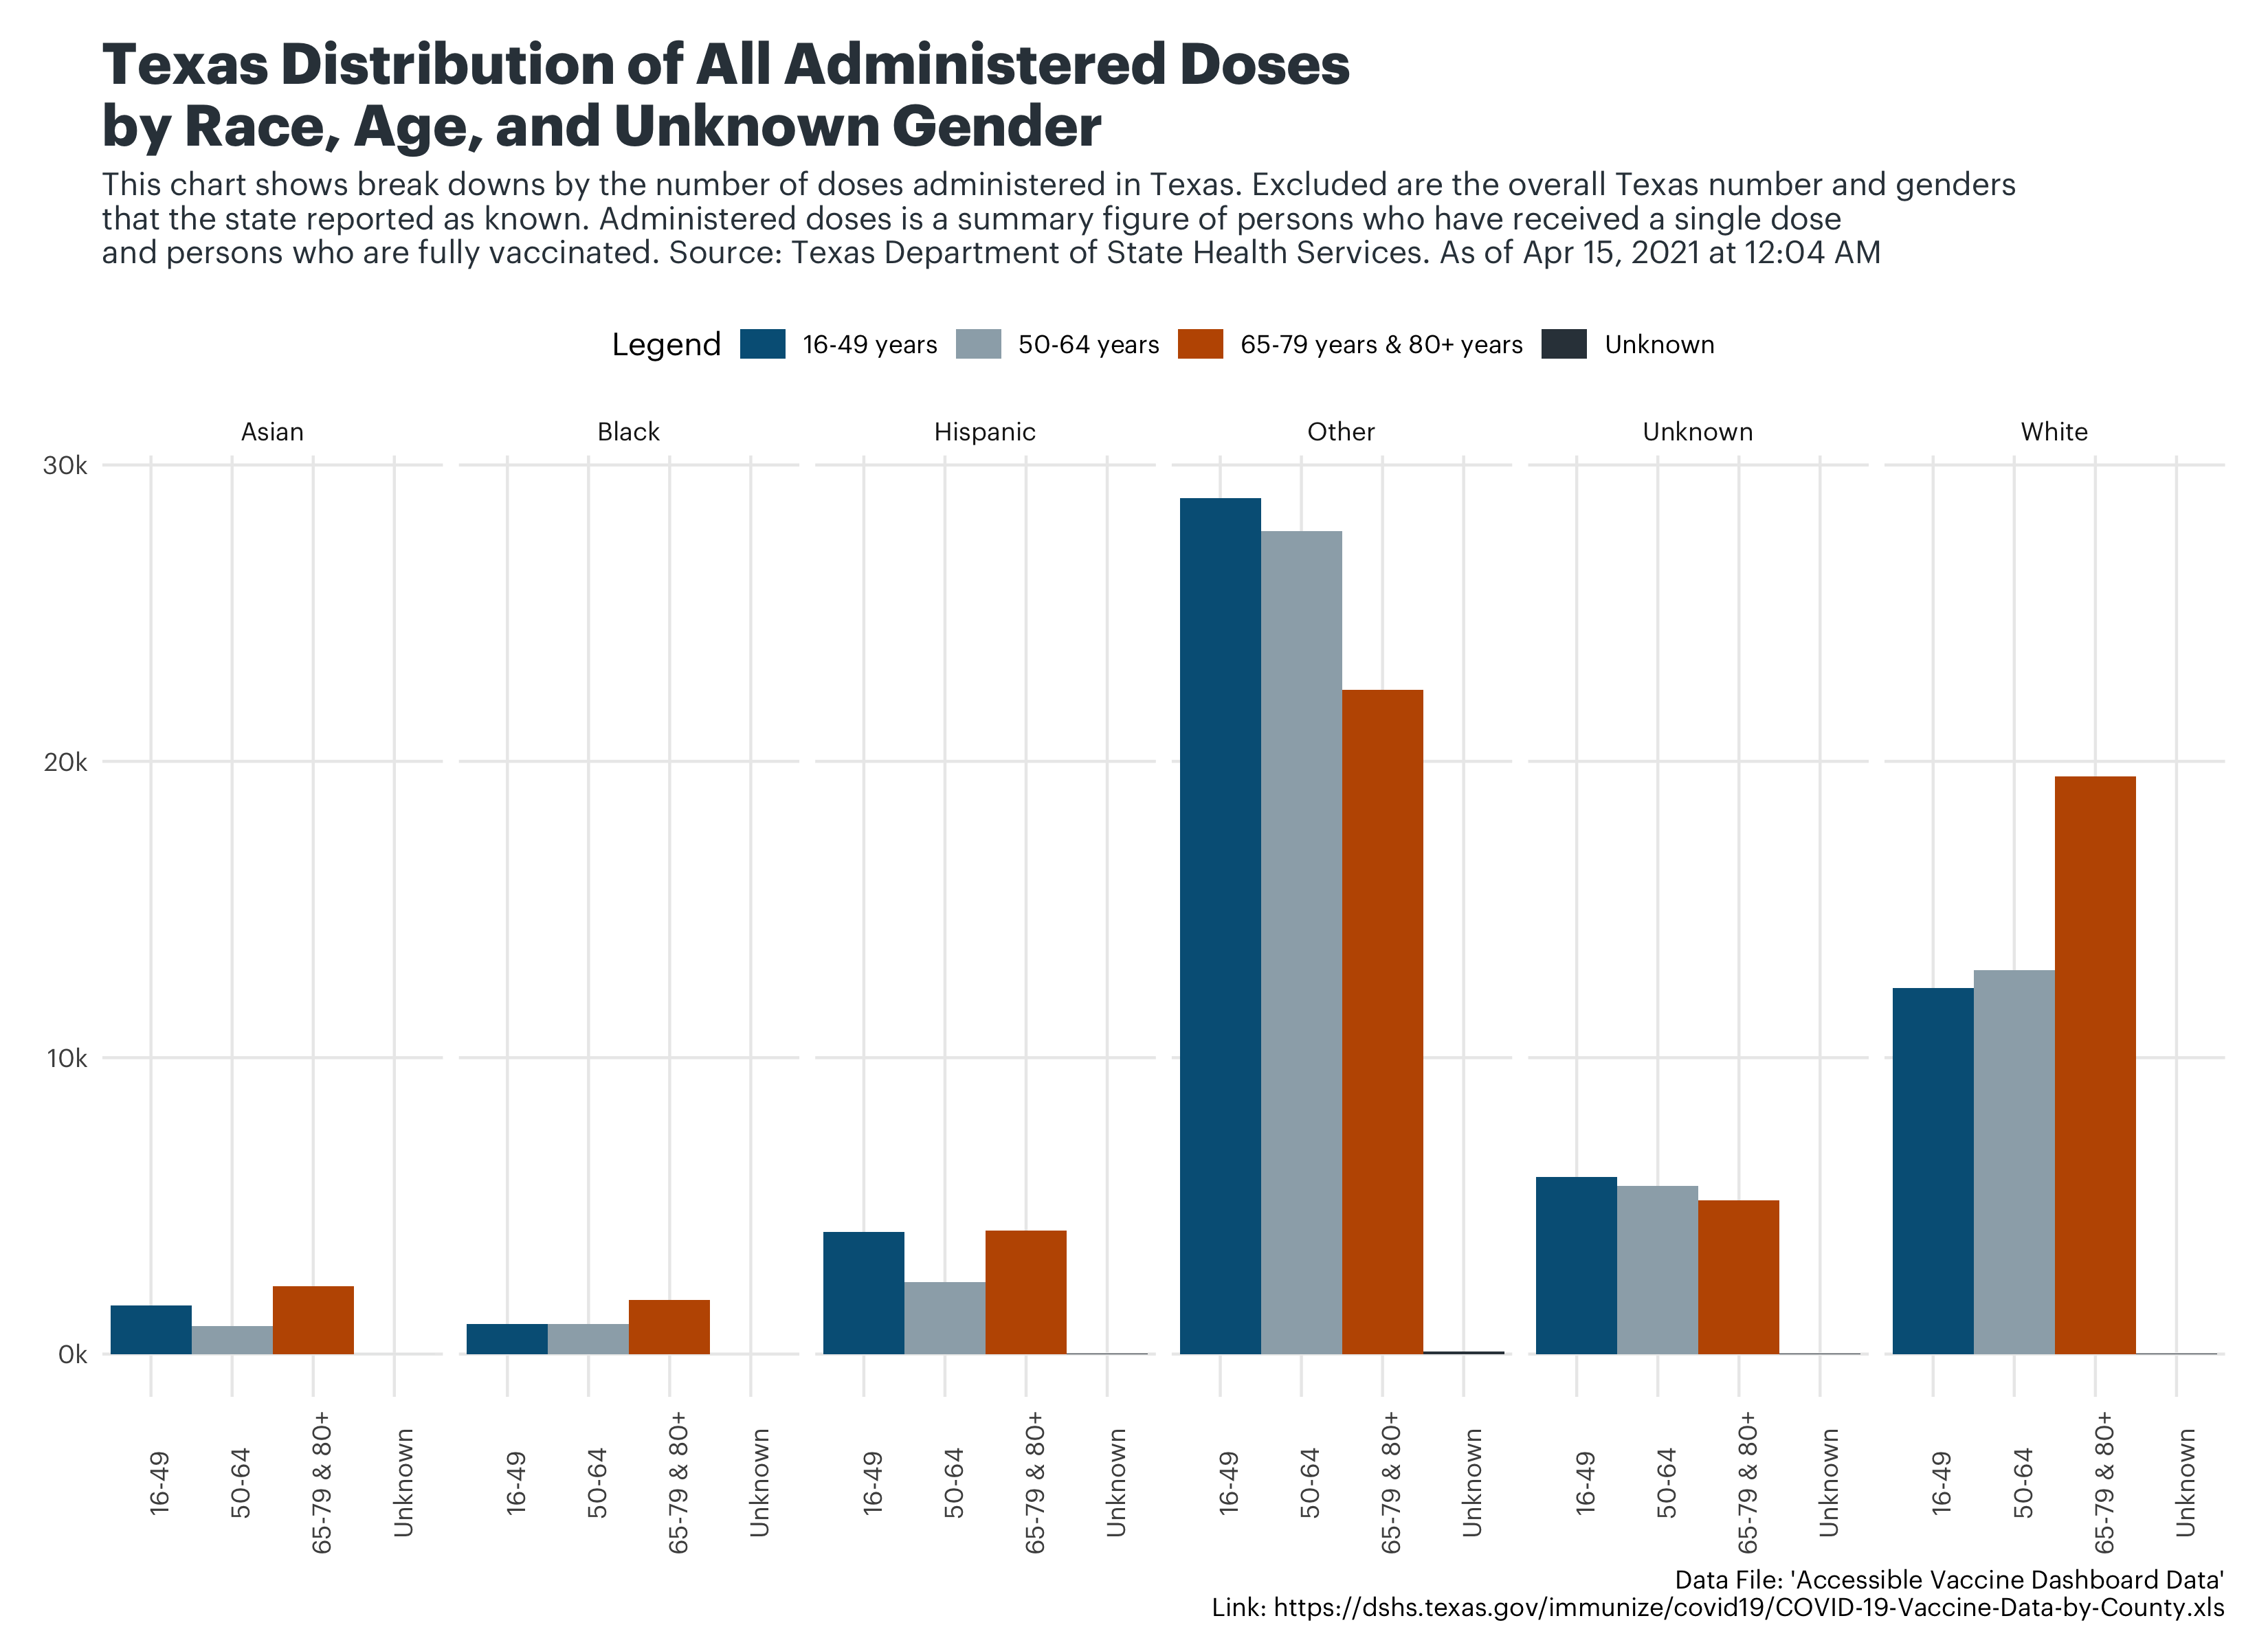 Texas Distribution of All Administered Doses
by Race, Age, and Unknown Gender
This chart shows break downs by the number of doses administered in Texas. Excluded are the overall Texas number and genders
that the state reported as known. Administered doses is a summary figure of persons who have received a single dose
and persons who are fully vaccinated. Source: Texas Department of State Health Services. As of Apr 15, 2021 at 12:04 AM
Legend 16-49 years 50-64 years 65-79 years & 80+ years Unknown
Asian Black Hispanic Other Unknown White
30k
20k
10k
0k
16-49 50-64 65-79 & 80+ Unknown 16-49 50-64 65-79 & 80+ Unknown 16-49 50-64 65-79 & 80+ Unknown 16-49 50-64 65-79 & 80+ Unknown 16-49 50-64 65-79 & 80+ Unknown 16-49 50-64 65-79 & 80+ Unknown
Data File: 'Accessible Vaccine Dashboard Data'
Link: https://dshs.texas.gov/immunize/covid19/COVID-19-Vaccine-Data-by-County.xls